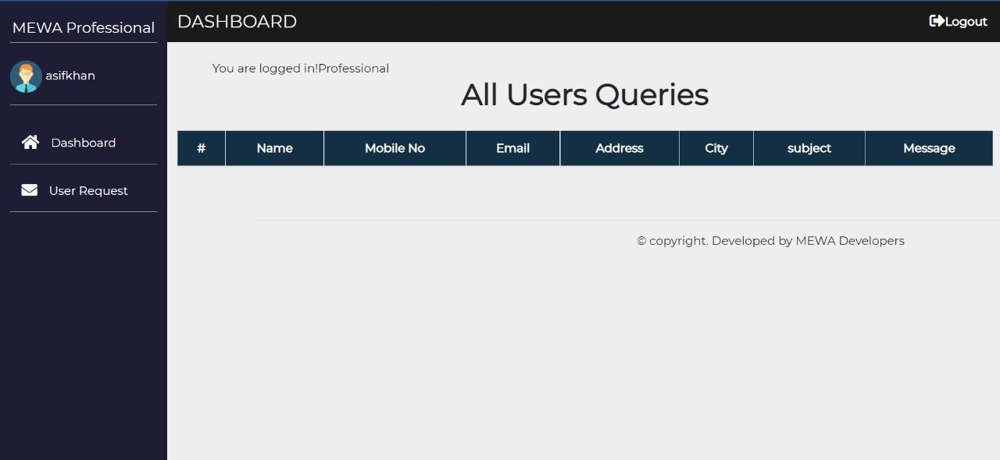 MEWA Professional
asifkhan
Dashboard
User Request
DASHBOARD
Logout
You are logged in!Professional
All Users Queries
# Name Mobile No Email Address City subject Message
© copyright. Developed by MEWA Developers